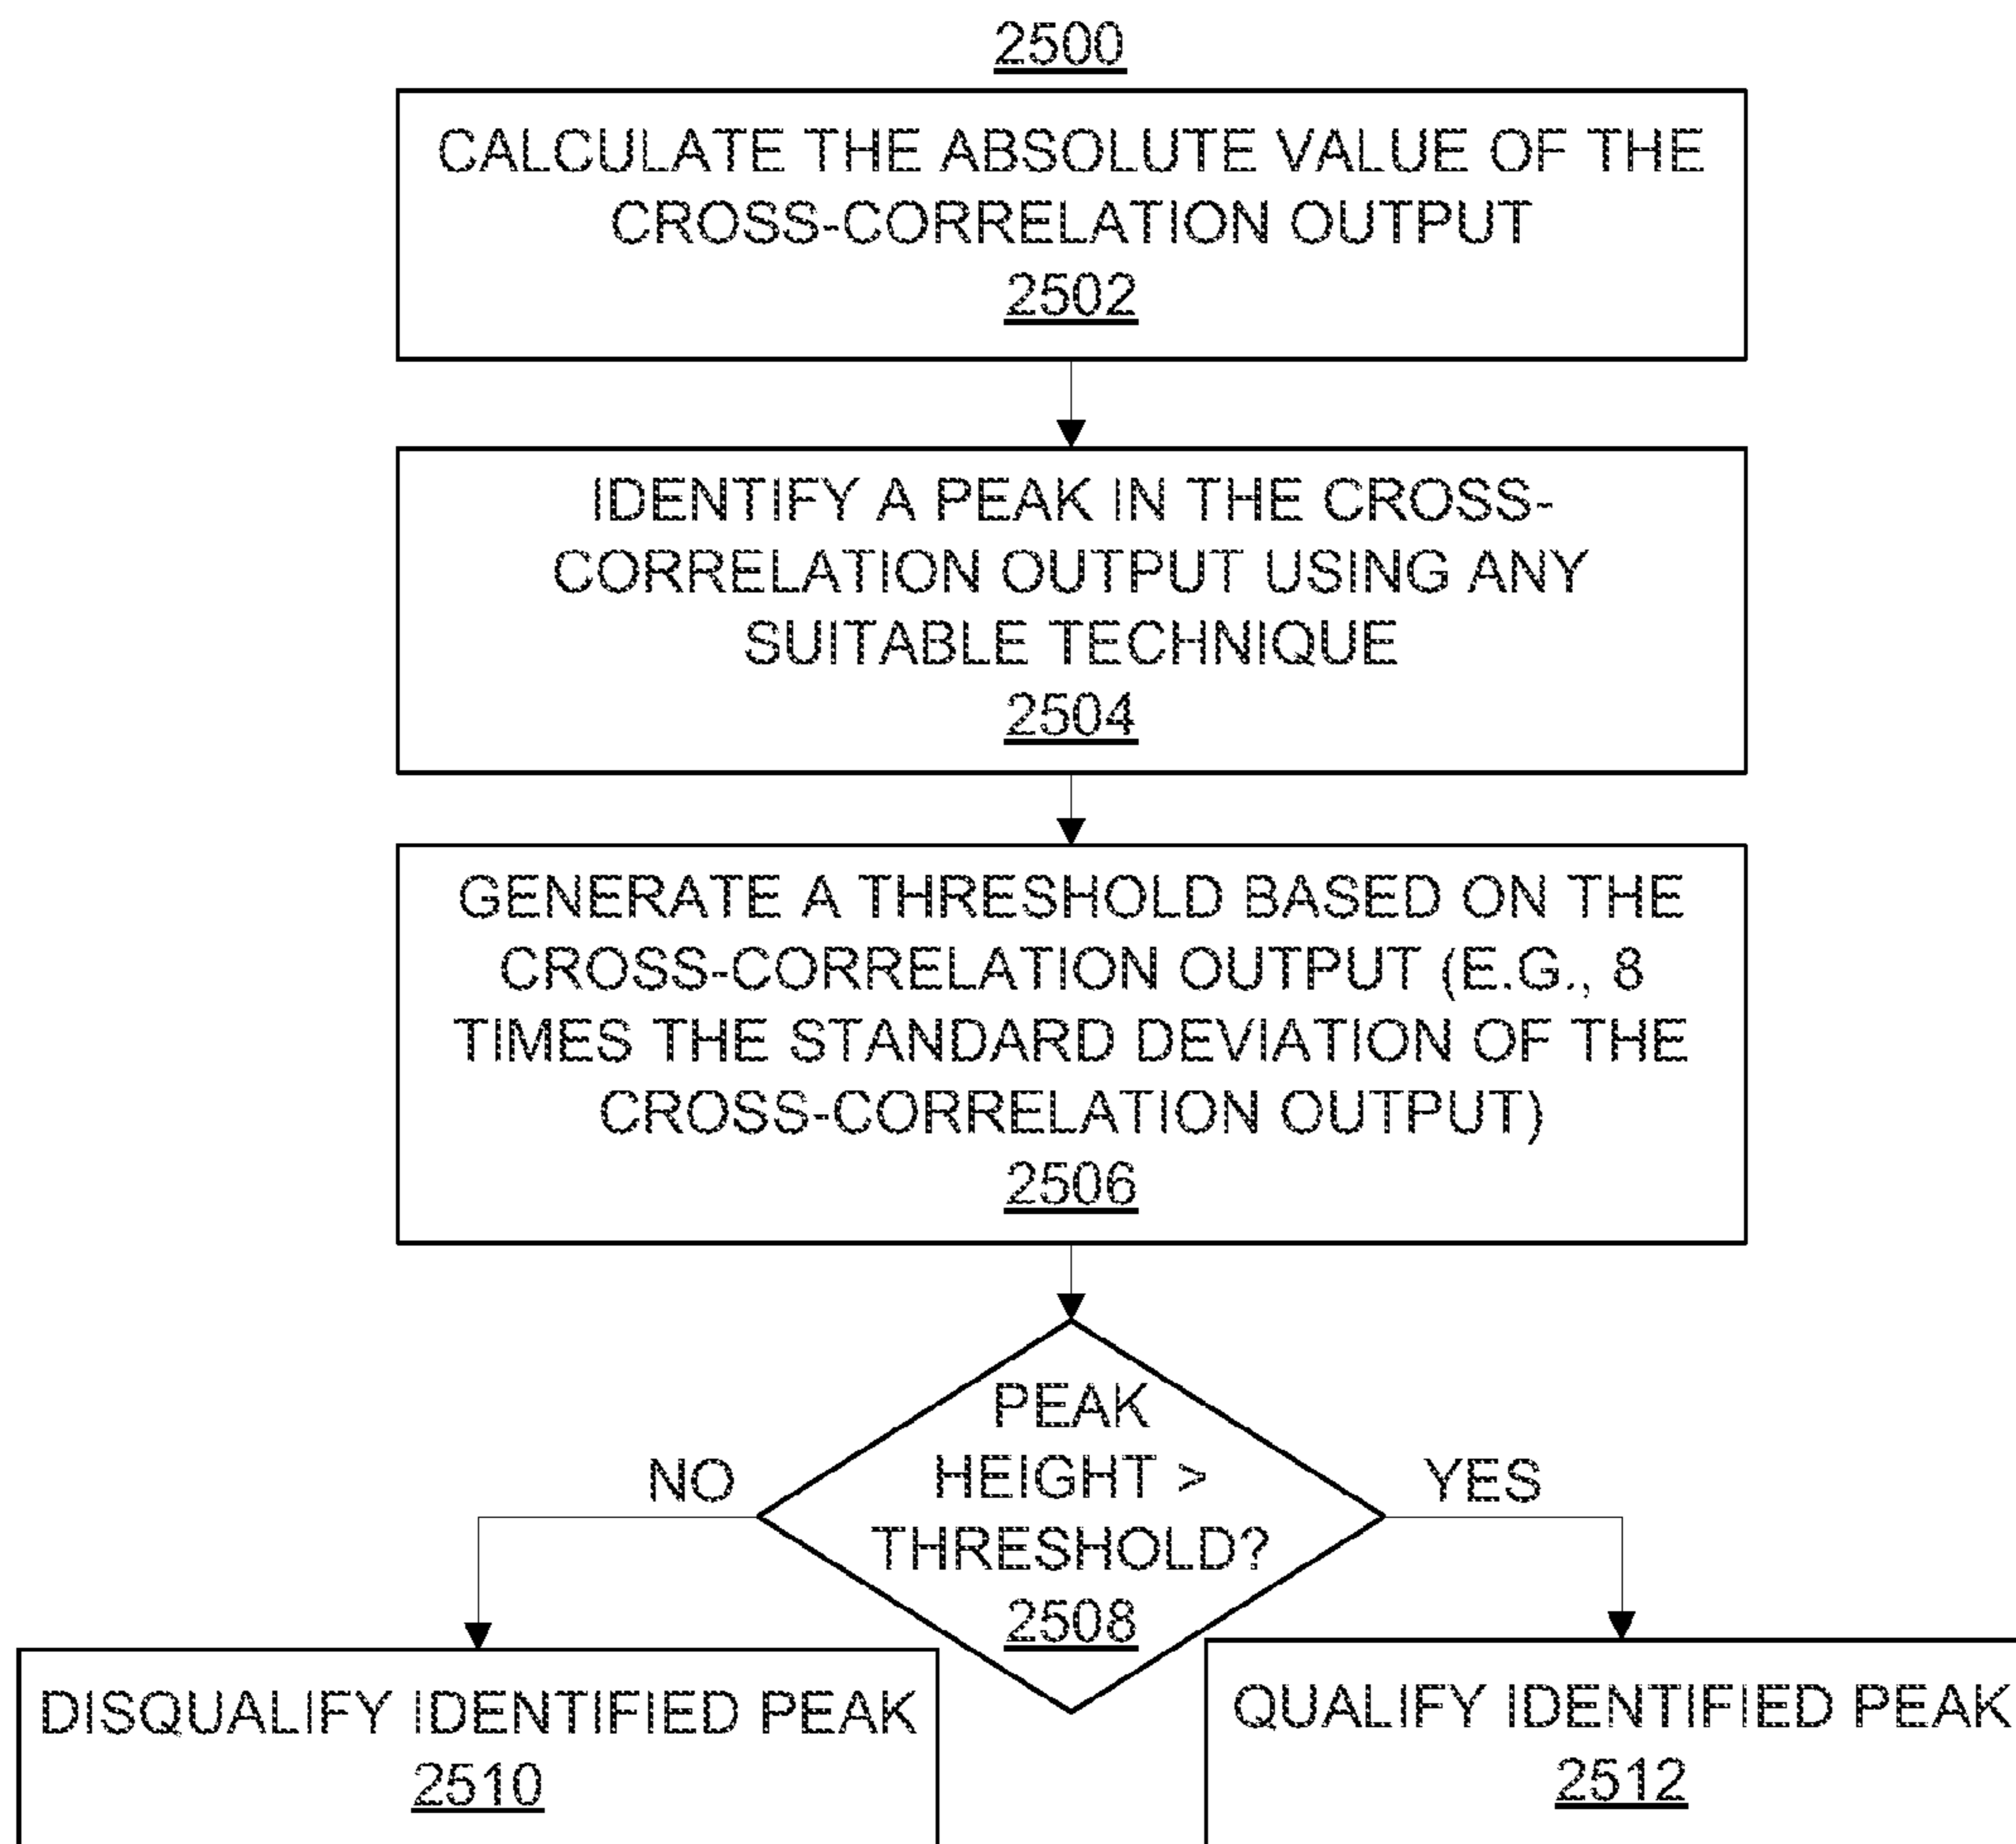 2500
CALCULATE THE ABSOLUTE VALUE OF THE
CROSS-CORRELATION OUTPUT
2502
IDENTIFY A PEAK IN THE CROSS-
CORRELATION OUTPUT USING ANY
SUITABLE TECHNIQUE
2504
GENERATE A THRESHOLD BASED ON THE
CROSS-CORRELATION OUTPUT (E.G., 8
TIMES THE STANDARD DEVIATION OF THE
CROSS-CORRELATION OUTPUT)
2506
PEAK
HEIGHT >
THRESHOLD?
2508
NO
YES
DISQUALIFY IDENTIFIED PEAK
2510
QUALIFY IDENTIFIED PEAK
2512